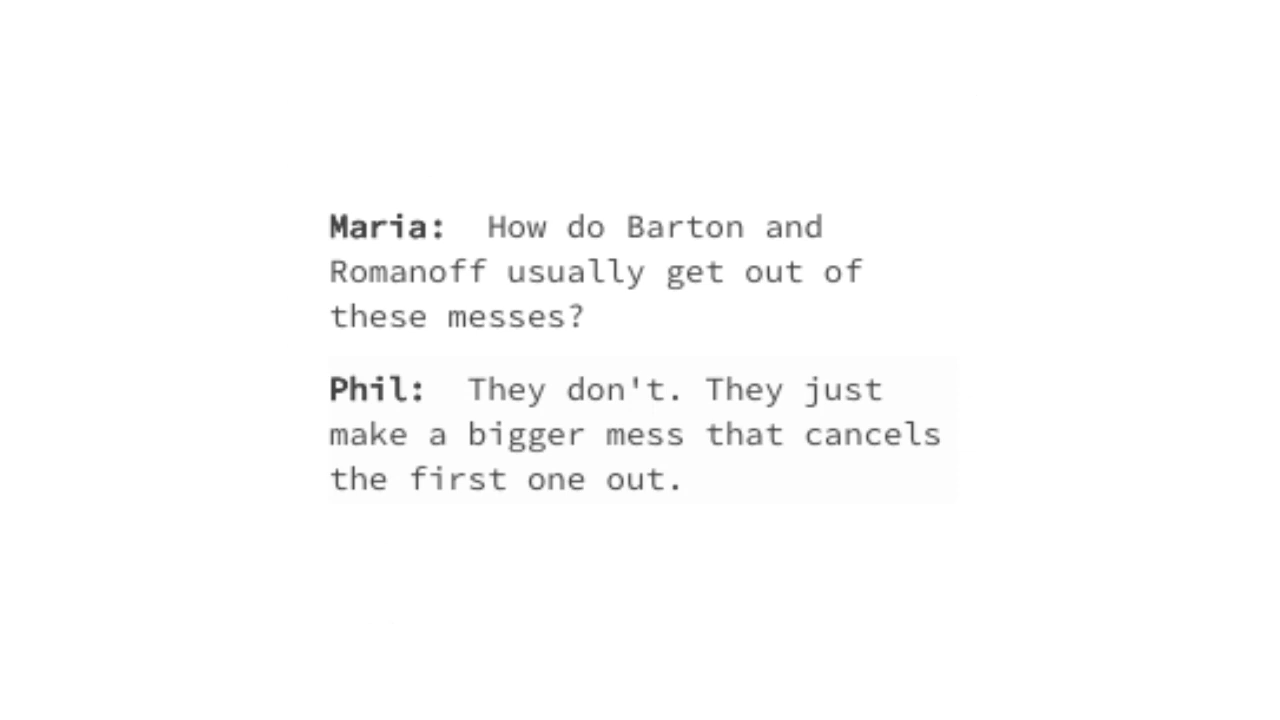 Maria: How do Barton and
Romanoff usually get out of
these messes?
Phil: They don't. They just
make a bigger mess that cancels
the first one out.